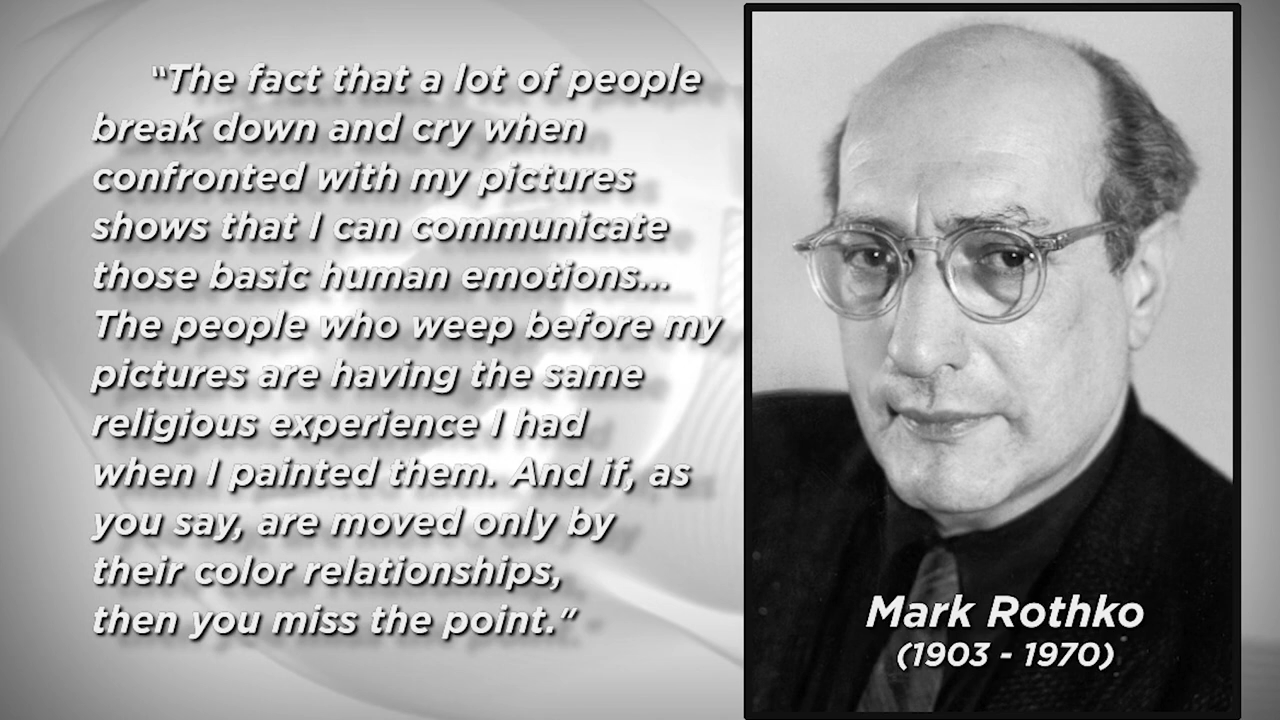 “The fact that a lot of people
break down and cry when
confronted with my pictures
shows that I can communicate
those basic human emotions...
The people who weep before my
pictures are having the same
religious experience I had
when I painted them. And if, as
you say, are moved only by
their color relationships,
then you miss the point.”
Mark Rothko
(1903 - 1970)